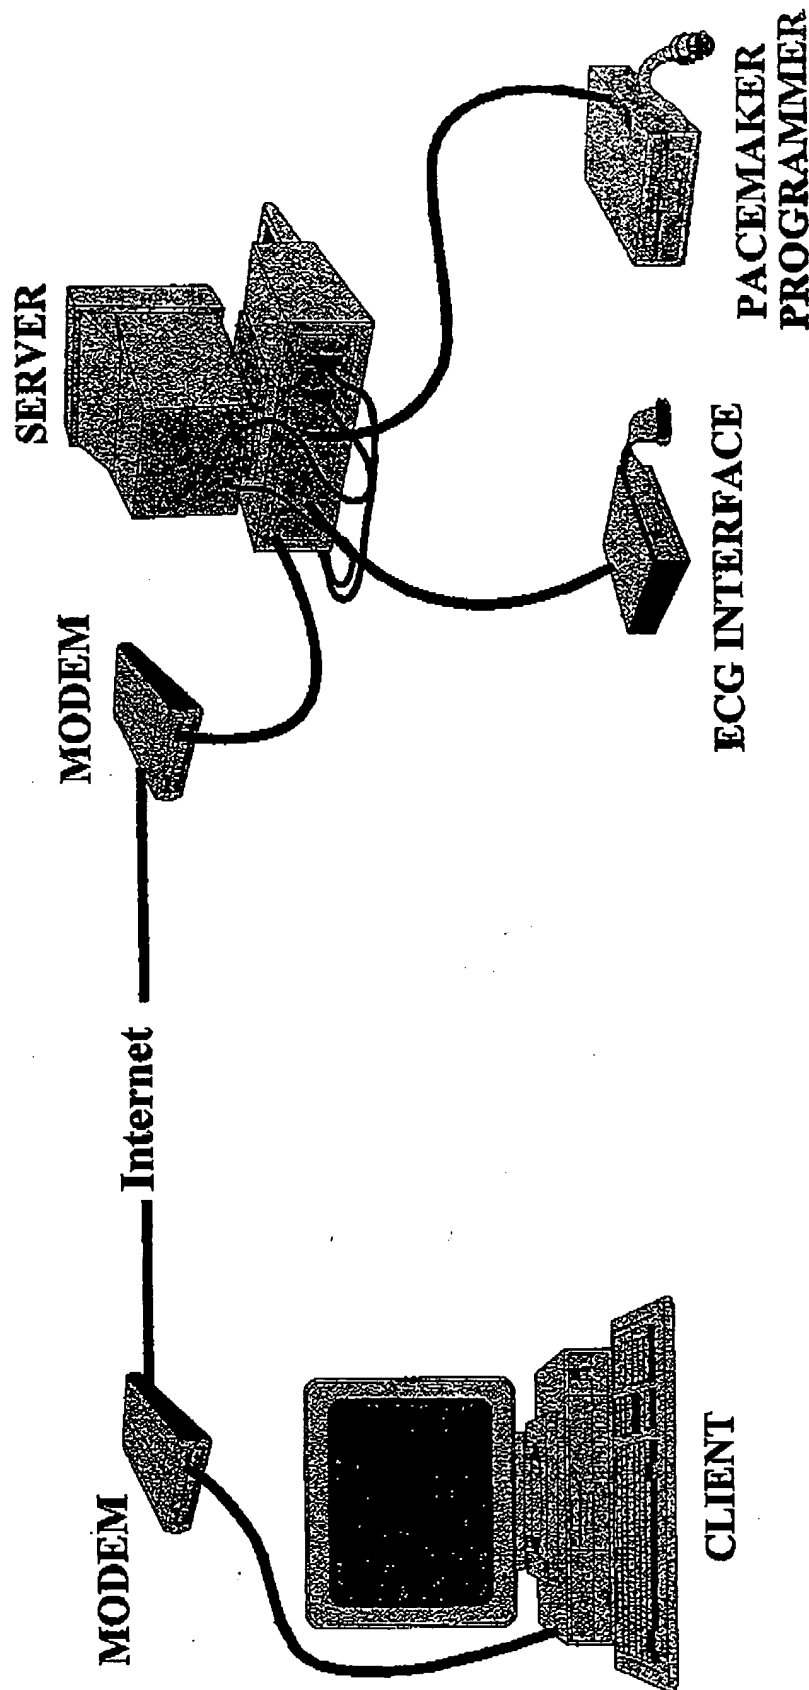 MODEM
Internet
MODEM
SERVER
CLIENT
ECG INTERFACE
PACEMAKER
PROGRAMMER